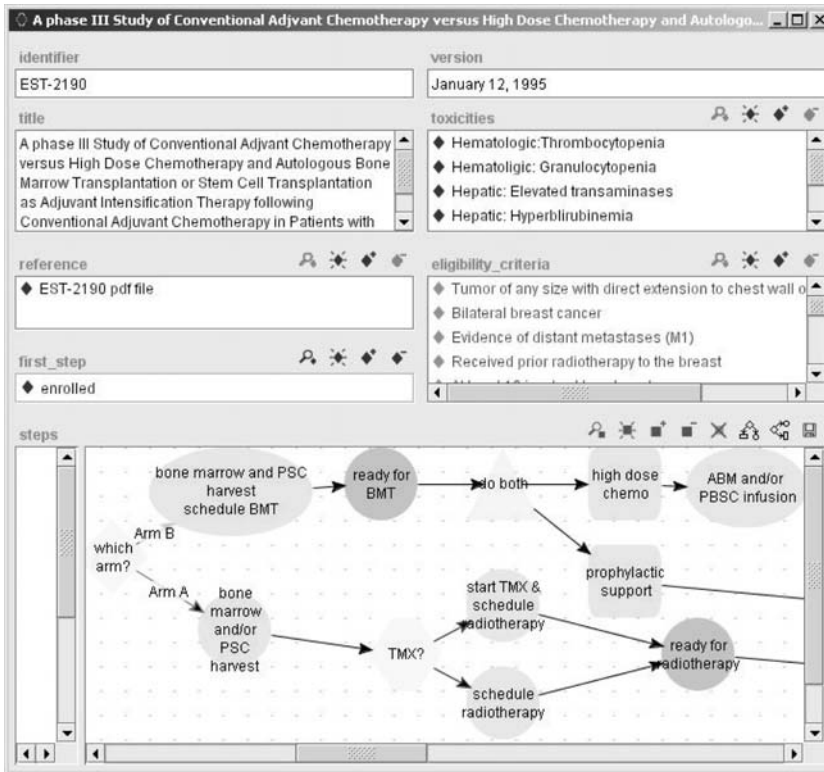 A phase III Study of Conventional Adjvant Chemotherapy versus High Dose Chemotherapy and Autologo...
identifier
EST-2190
version
January 12, 1995
title
A phase III Study of Conventional Adjvant Chemotherapy
versus High Dose Chemotherapy and Autologous Bone
Marrow Transplantation or Stem Cell Transplantation
as Adjuvant Intensification Therapy following
Conventional Adjuvant Chemotherapy in Patients with
toxicities
Hematologic:Thrombocytopenia
Hematoligic: Granulocytopenia
Hepatic: Elevated transaminases
Hepatic: Hyperblirubinemia
reference
EST-2190 pdf file
eligibility_criteria
Tumor of any size with direct extension to chest wall o
Bilateral breast cancer
Evidence of distant metastases (M1)
Received prior radiotherapy to the breast
first_step
enrolled
steps
bone marrow and PSC
harvest
schedule BMT
ready for
BMT
do both
high dose
chemo
ABM and/or
PBSC infusion
which
arm?
Arm B
Arm A
bone
marrow
and/or
PSC
harvest
prophylactic
support
start TMX &
schedule
radiotherapy
TMX?
ready for
radiotherapy
schedule
radiotherapy